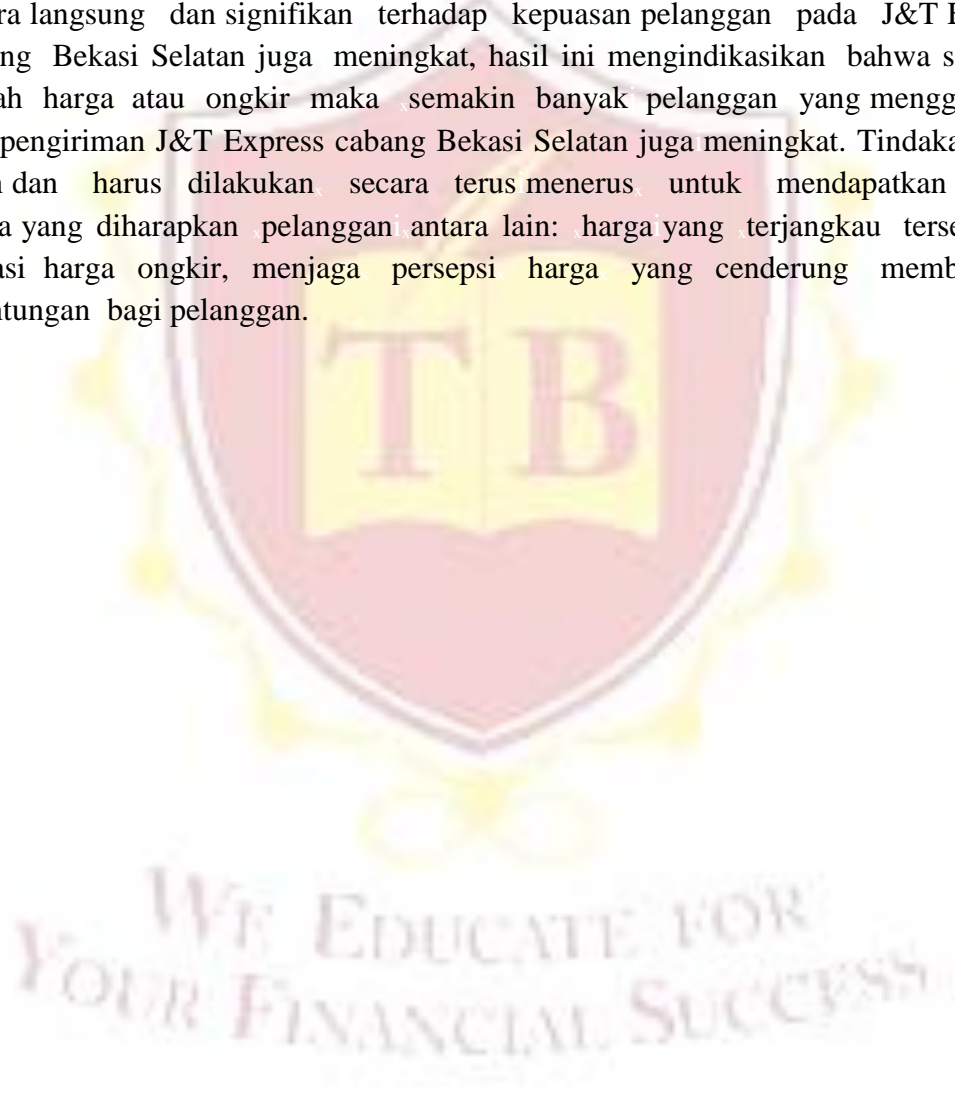 ra langsung dan signifikan terhadap kepuasan pelanggan pada J&T E
ng Bekasi Selatan juga meningkat, hasil ini mengindikasikan bahwa s
ah harga atau ongkir maka semakin banyak pelanggan yang mengg
pengiriman J&T Express cabang Bekasi Selatan juga meningkat. Tindaka
n dan harus dilakukan secara terus menerus untuk mendapatkan
a yang diharapkan pelanggan antara lain: harga yang terjangkau terse
asi harga ongkir, menjaga persepsi harga yang cenderung memb
ntungan bagi pelanggan.
T B
WE EDUCATE FOR
YOUR FINANCIAL SUCCESS